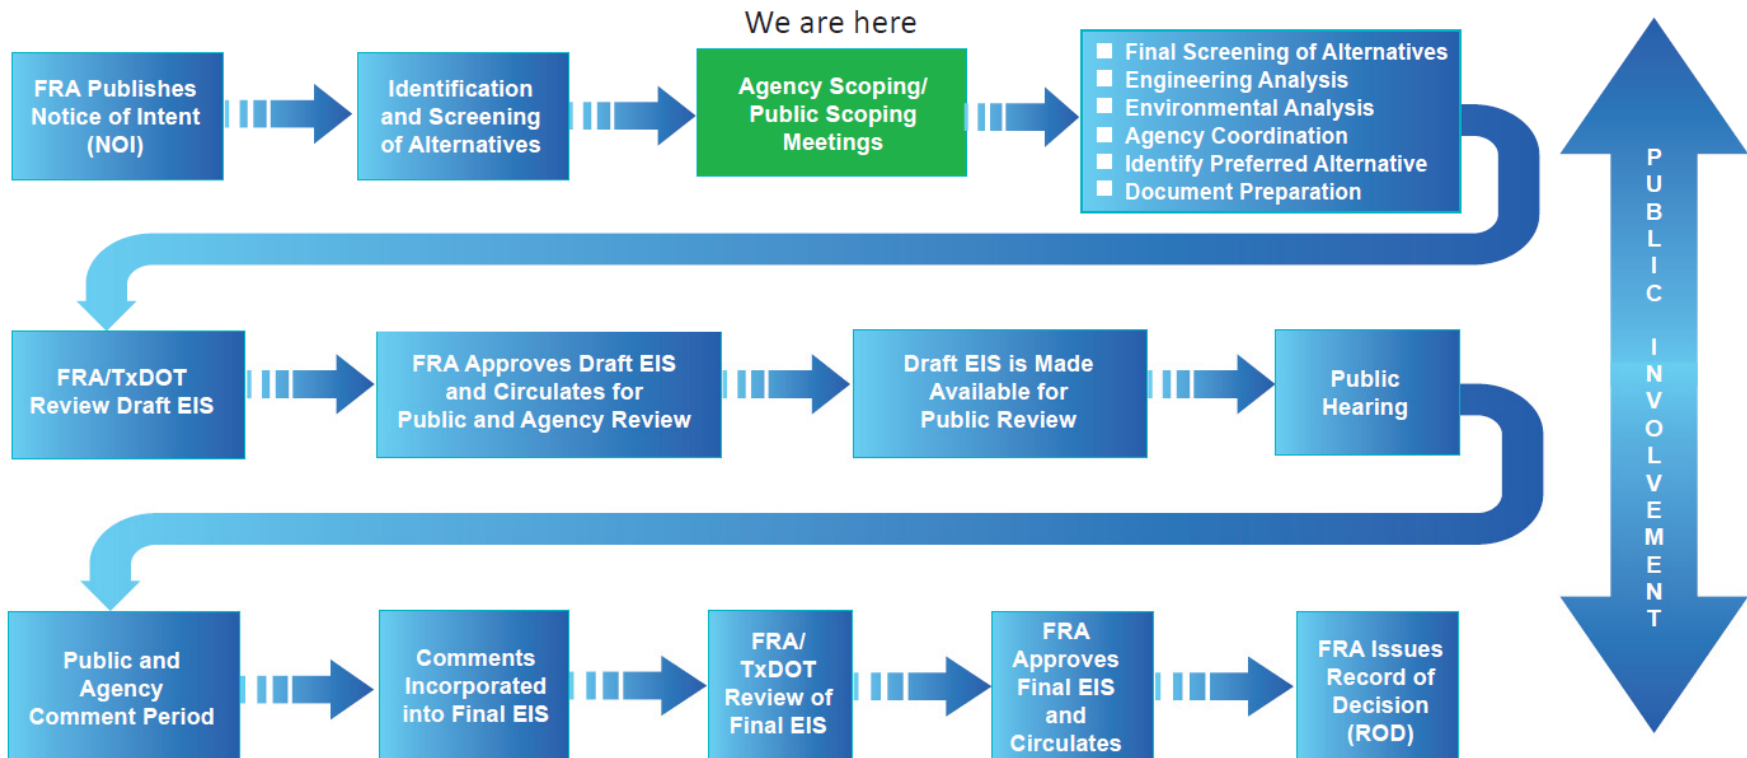 We are here
FRA Publishes
Notice of Intent
(NOI)
Identification
and Screening
of Alternatives
Agency Scoping/
Public Scoping
Meetings
Final Screening of Alternatives
Engineering Analysis
Environmental Analysis
Agency Coordination
Identify Preferred Alternative
Document Preparation
FRA/TxDOT
Review Draft EIS
FRA Approves Draft EIS
and Circulates for
Public and Agency Review
Draft EIS is Made
Available for
Public Review
Public
Hearing
Public and
Agency
Comment Period
Comments
Incorporated
into Final EIS
FRA/
TxDOT
Review of
Final EIS
FRA
Approves
Final EIS
and
Circulates
FRA Issues
Record of
Decision
(ROD)
PUBLIC INVOLVEMENT